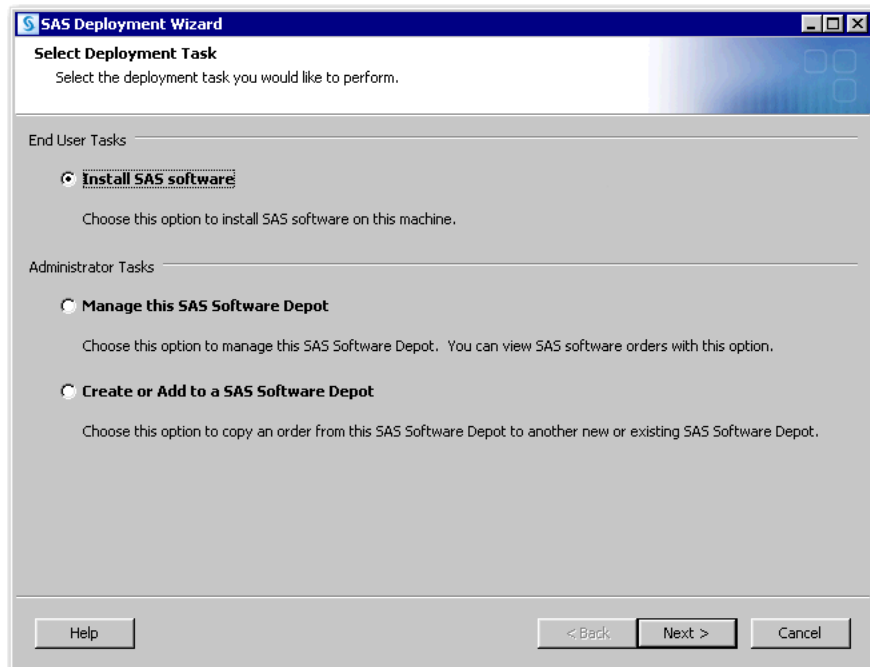 SAS Deployment Wizard
Select Deployment Task
Select the deployment task you would like to perform.
End User Tasks
Install SAS software
Choose this option to install SAS software on this machine.
Administrator Tasks
Manage this SAS Software Depot
Choose this option to manage this SAS Software Depot.  You can view SAS software orders with this option.
Create or Add to a SAS Software Depot
Choose this option to copy an order from this SAS Software Depot to another new or existing SAS Software Depot.
Help < Back Next > Cancel